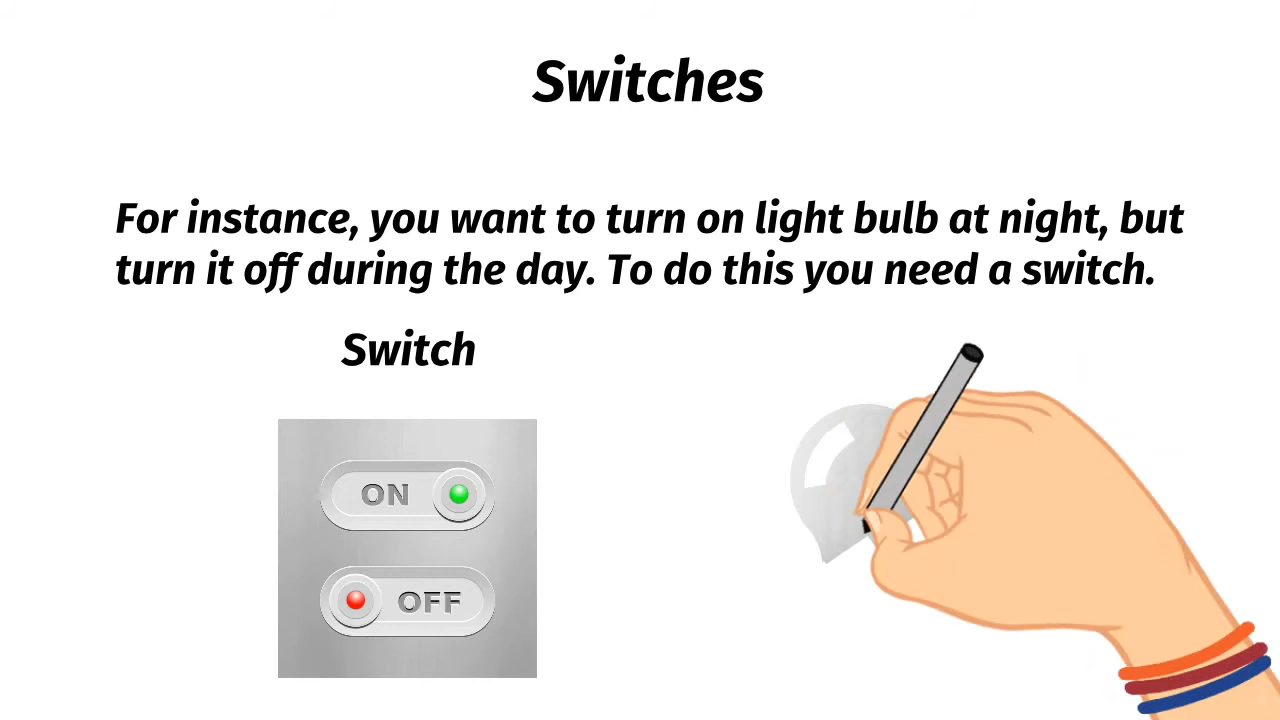 Switches
For instance, you want to turn on light bulb at night, but
turn it off during the day. To do this you need a switch.
Switch
ON
OFF